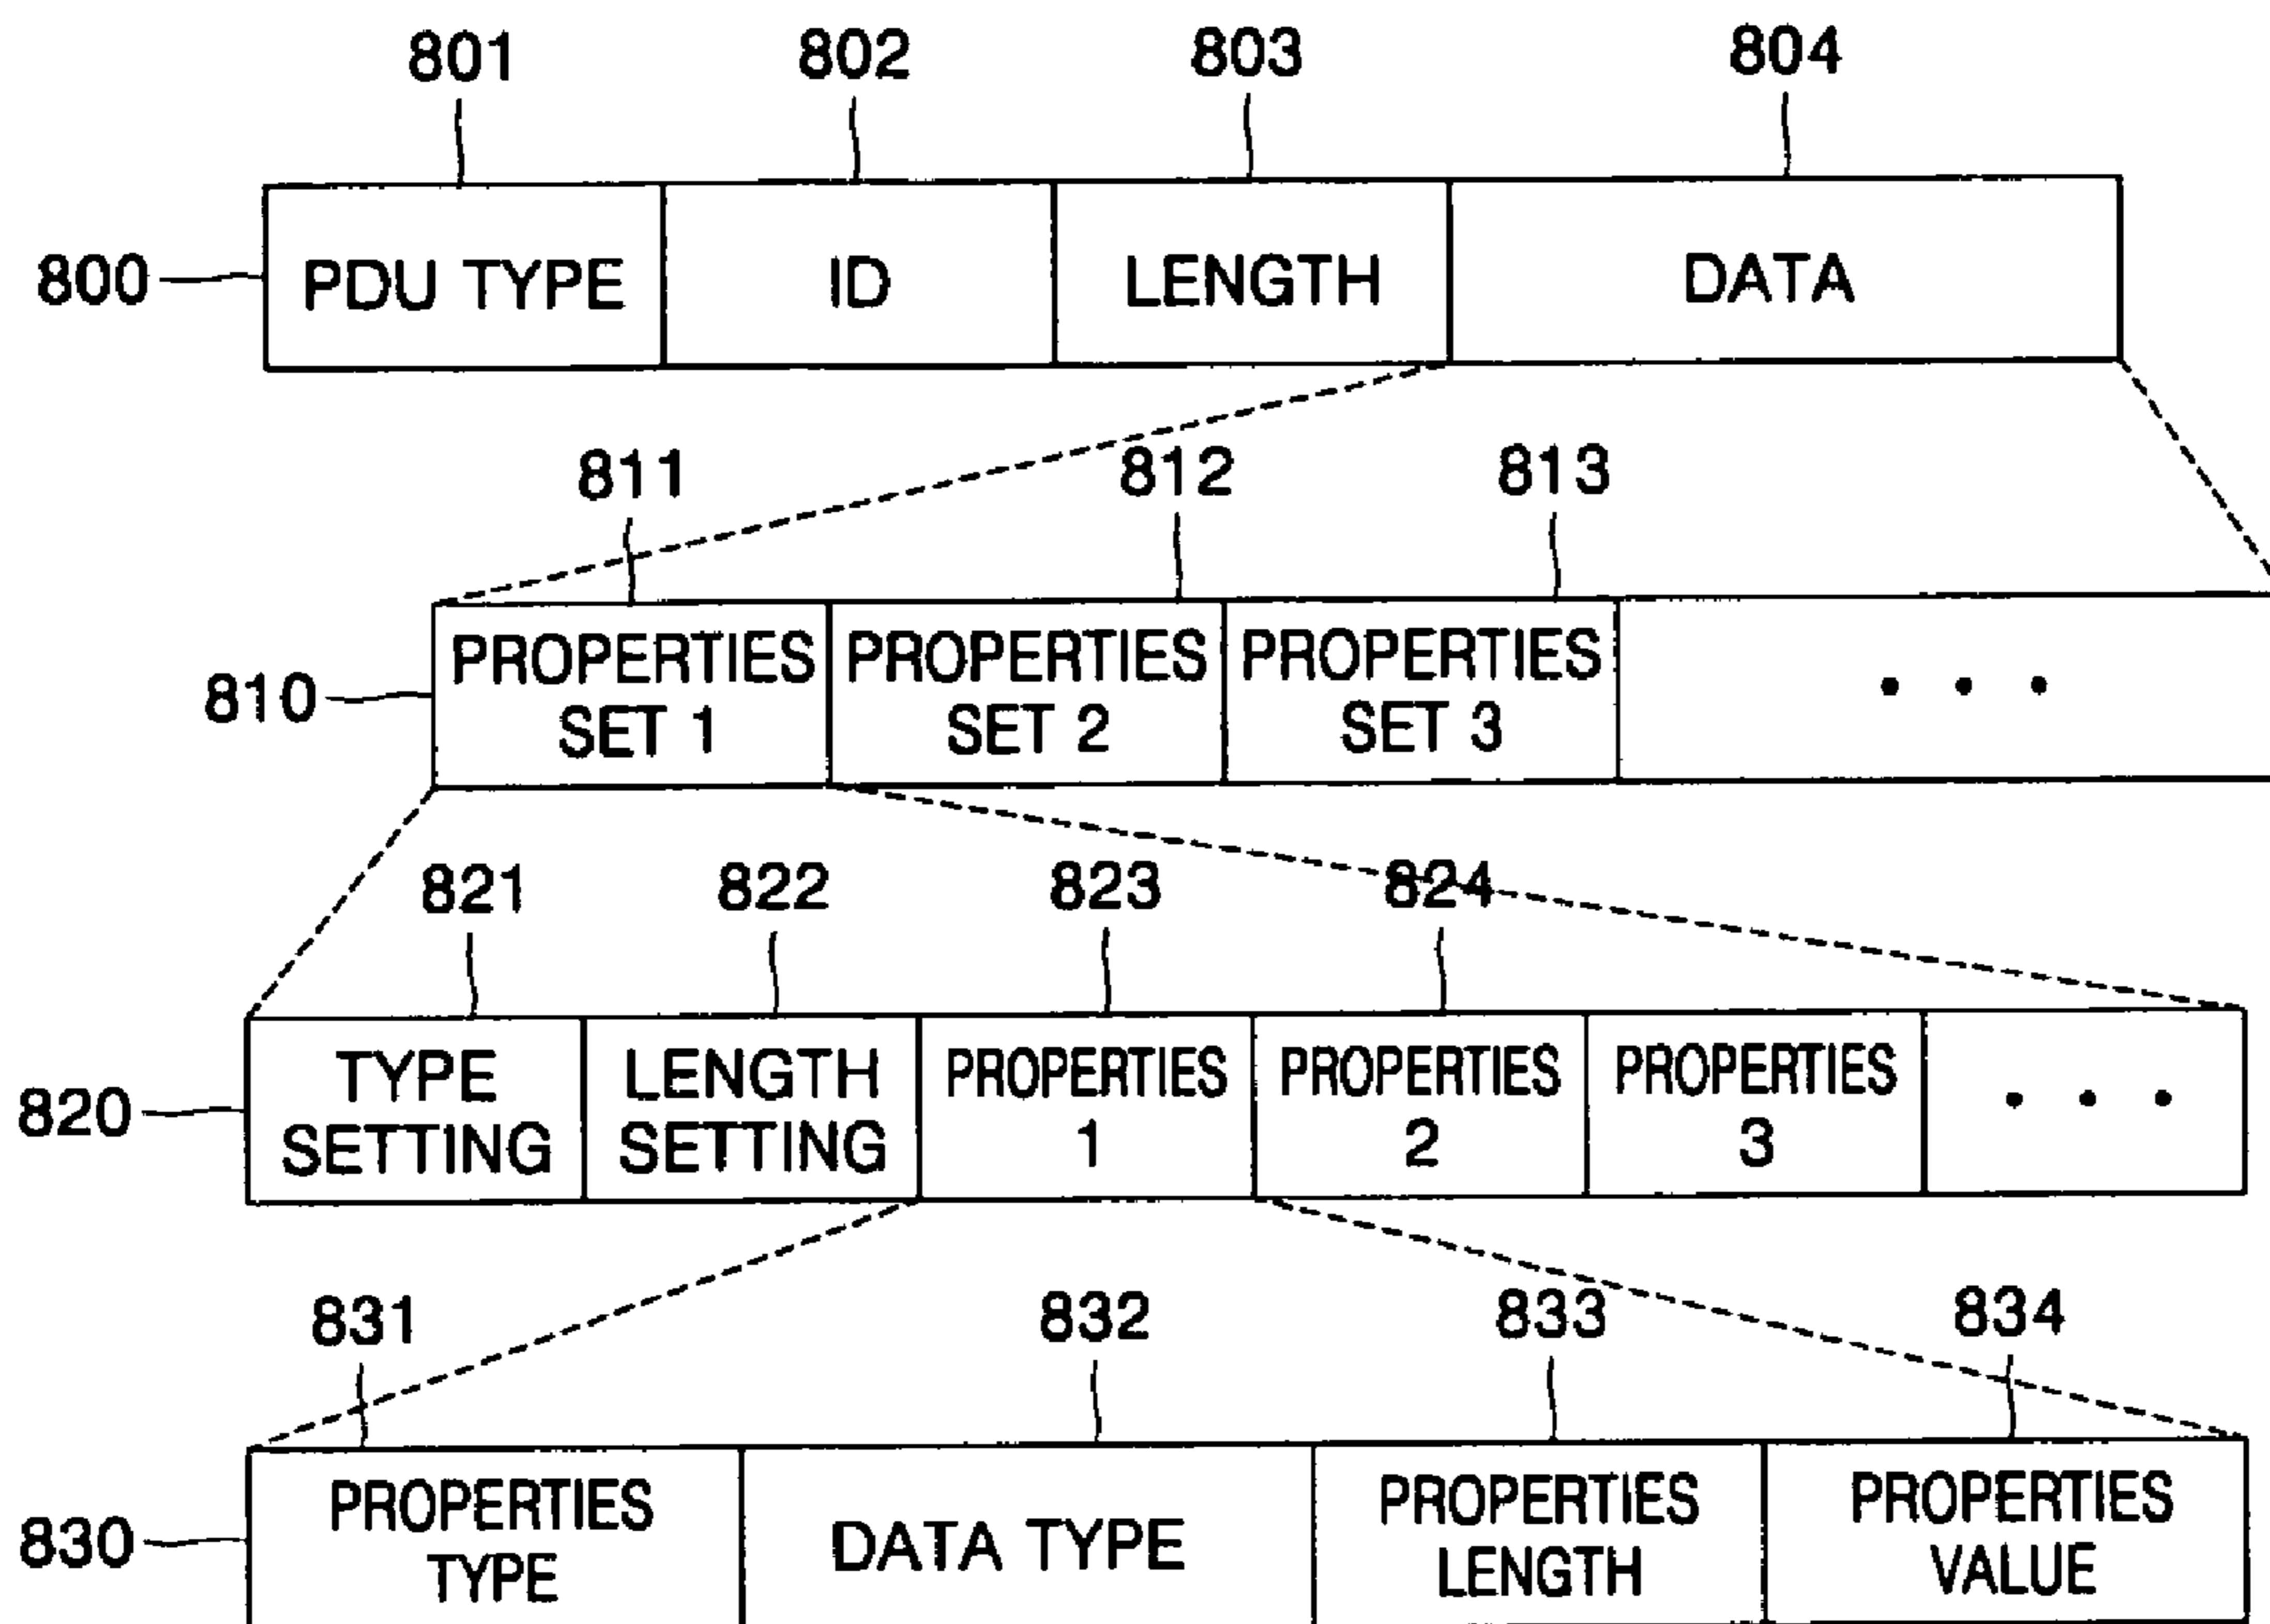 801 802 803 804
800 PDU TYPE ID LENGTH DATA
811 812 813
810 PROPERTIES SET 1 PROPERTIES SET 2 PROPERTIES SET 3 • • •
821 822 823 824
820 TYPE SETTING LENGTH SETTING PROPERTIES 1 PROPERTIES 2 PROPERTIES 3 • • •
831 832 833 834
830 PROPERTIES TYPE DATA TYPE PROPERTIES LENGTH PROPERTIES VALUE